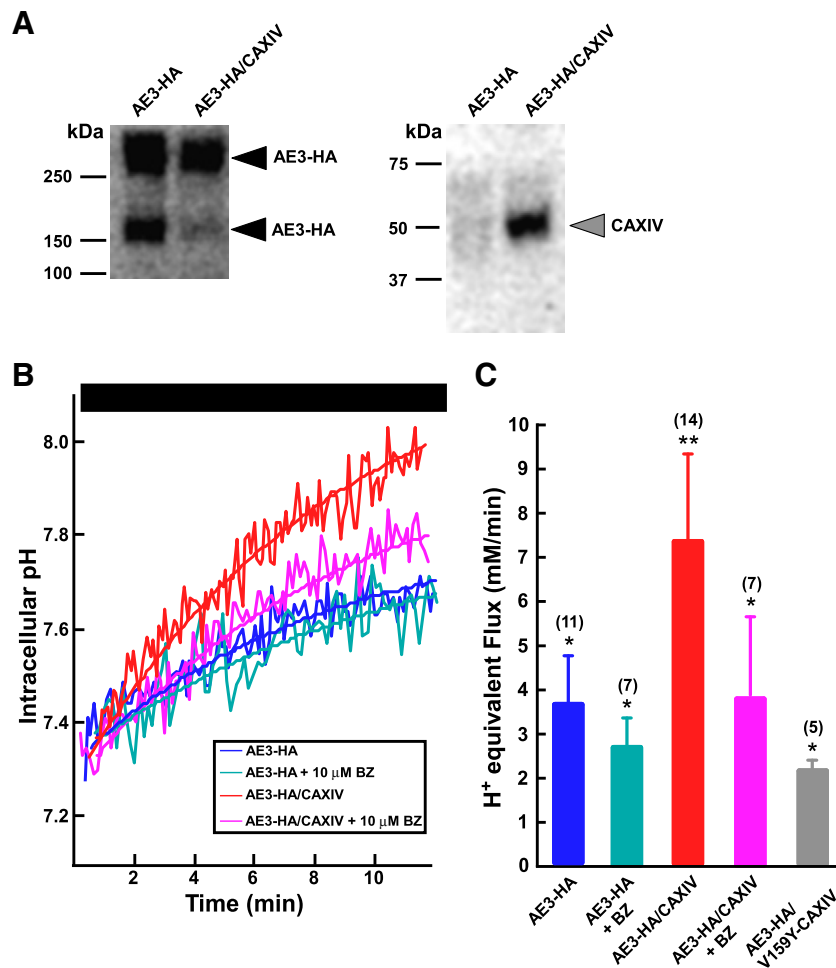 A
AE3-HA
AE3-HA/CAXIV
kDa
250
150
100
AE3-HA
AE3-HA
AE3-HA
AE3-HA/CAXIV
75
50
37
CAXIV
B
Intracellular pH
8.0
7.8
7.6
7.4
7.2
AE3-HA
AE3-HA + 10 μM BZ
AE3-HA/CAXIV
AE3-HA/CAXIV + 10 μM BZ
2
4
6
8
10
Time (min)
C
H+ equivalent Flux (mM/min)
10
9
8
7
6
5
4
3
2
1
0
(11)
*
(7)
*
(14)
**
(7)
*
(5)
*
AE3-HA
AE3-HA
+ BZ
AE3-HA/CAXIV
AE3-HA/CAXIV
+ BZ
AE3-HA/
V159Y-CAXIV